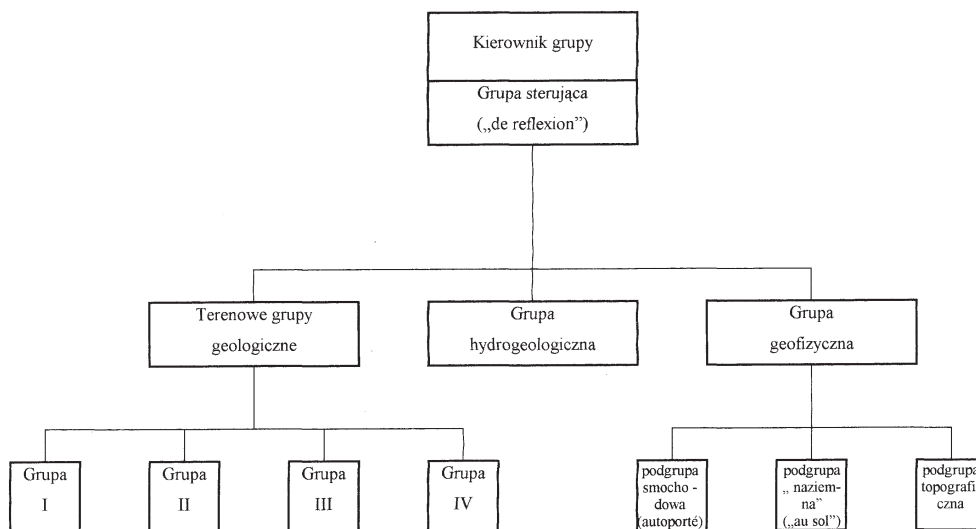 Kierownik grupy
Grupa sterująca
(„de reflexion”)
Terenowe grupy
geologiczne
Grupa
hydrogeologiczna
Grupa
geofizyczna
Grupa
I
Grupa
II
Grupa
III
Grupa
IV
podgrupa
smocho -
dowa
(autoporté)
podgrupa
„ naziem-
na”
(„au sol”)
podgrupa
topografi
czna